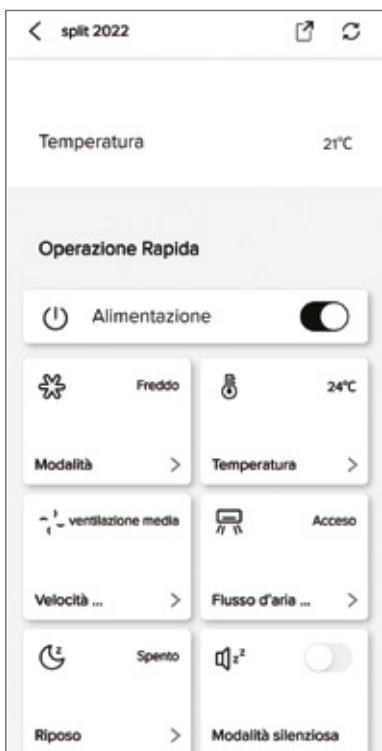 split 2022
Temperatura 21°C
Operazione Rapida
Alimentazione
Freddo
Modalità
24°C
Temperatura
ventilazione media
Velocità ...
Acceso
Flusso d'aria ...
Spento
Riposo
Modalità silenziosa